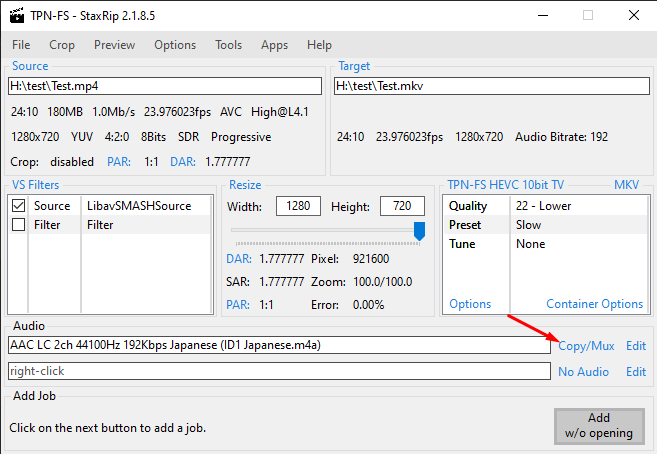 TPN-FS - StaxRip 2.1.8.5
File Crop Preview Options Tools Apps Help
Source
H:\test\Test.mp4
24:10 180MB 1.0Mb/s 23.976023fps AVC High@L4.1
1280x720 YUV 4:2:0 8Bits SDR Progressive
Crop: disabled PAR: 1:1 DAR: 1.777777
Target
H:\test\Test.mkv
24:10 23.976023fps 1280x720 Audio Bitrate: 192
VS Filters
Source LibavSMASHSource
Filter Filter
Resize
Width: 1280 Height: 720
DAR: 1.777777 Pixel: 921600
SAR: 1.777777 Zoom: 100.0/100.0
PAR: 1:1 Error: 0.00%
TPN-FS HEVC 10bit TV MKV
Quality 22 - Lower
Preset Slow
Tune None
Options Container Options
Audio
AAC LC 2ch 44100Hz 192Kbps Japanese (ID1 Japanese.m4a) Copy/Mux Edit
right-click No Audio Edit
Add Job
Click on the next button to add a job.
Add
w/o opening